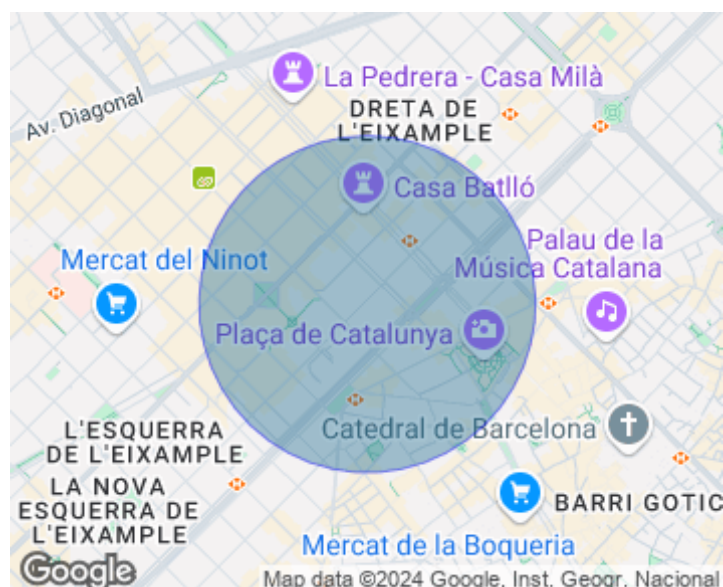 La Pedrera - Casa Milà
Av. Diagonal
DRETA DE
L'EIXAMPLE
Casa Batlló
Mercat del Ninot
Palau de la
Música Catalana
Plaça de Catalunya
L'ESQUERRA
DE L'EIXAMPLE
Catedral de Barcelona
LA NOVA
ESQUERRA DE
L'EIXAMPLE
BARRI GOTIC
Mercat de la Boqueria
Google
Map data ©2024 Google, Inst. Geogr. Nacional